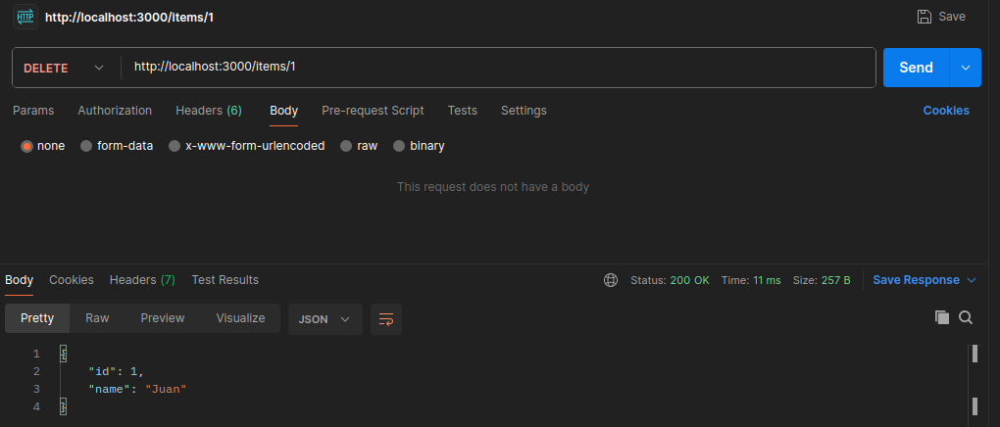 HTTP http://localhost:3000/items/1 Save
DELETE http://localhost:3000/items/1 Send
Params Authorization Headers (6) Body Pre-request Script Tests Settings Cookies
none form-data x-www-form-urlencoded raw binary
This request does not have a body
Body Cookies Headers (7) Test Results Status: 200 OK Time: 11 ms Size: 257 B Save Response
Pretty Raw Preview Visualize JSON
1 {
2 "id": 1,
3 "name": "Juan"
4 }